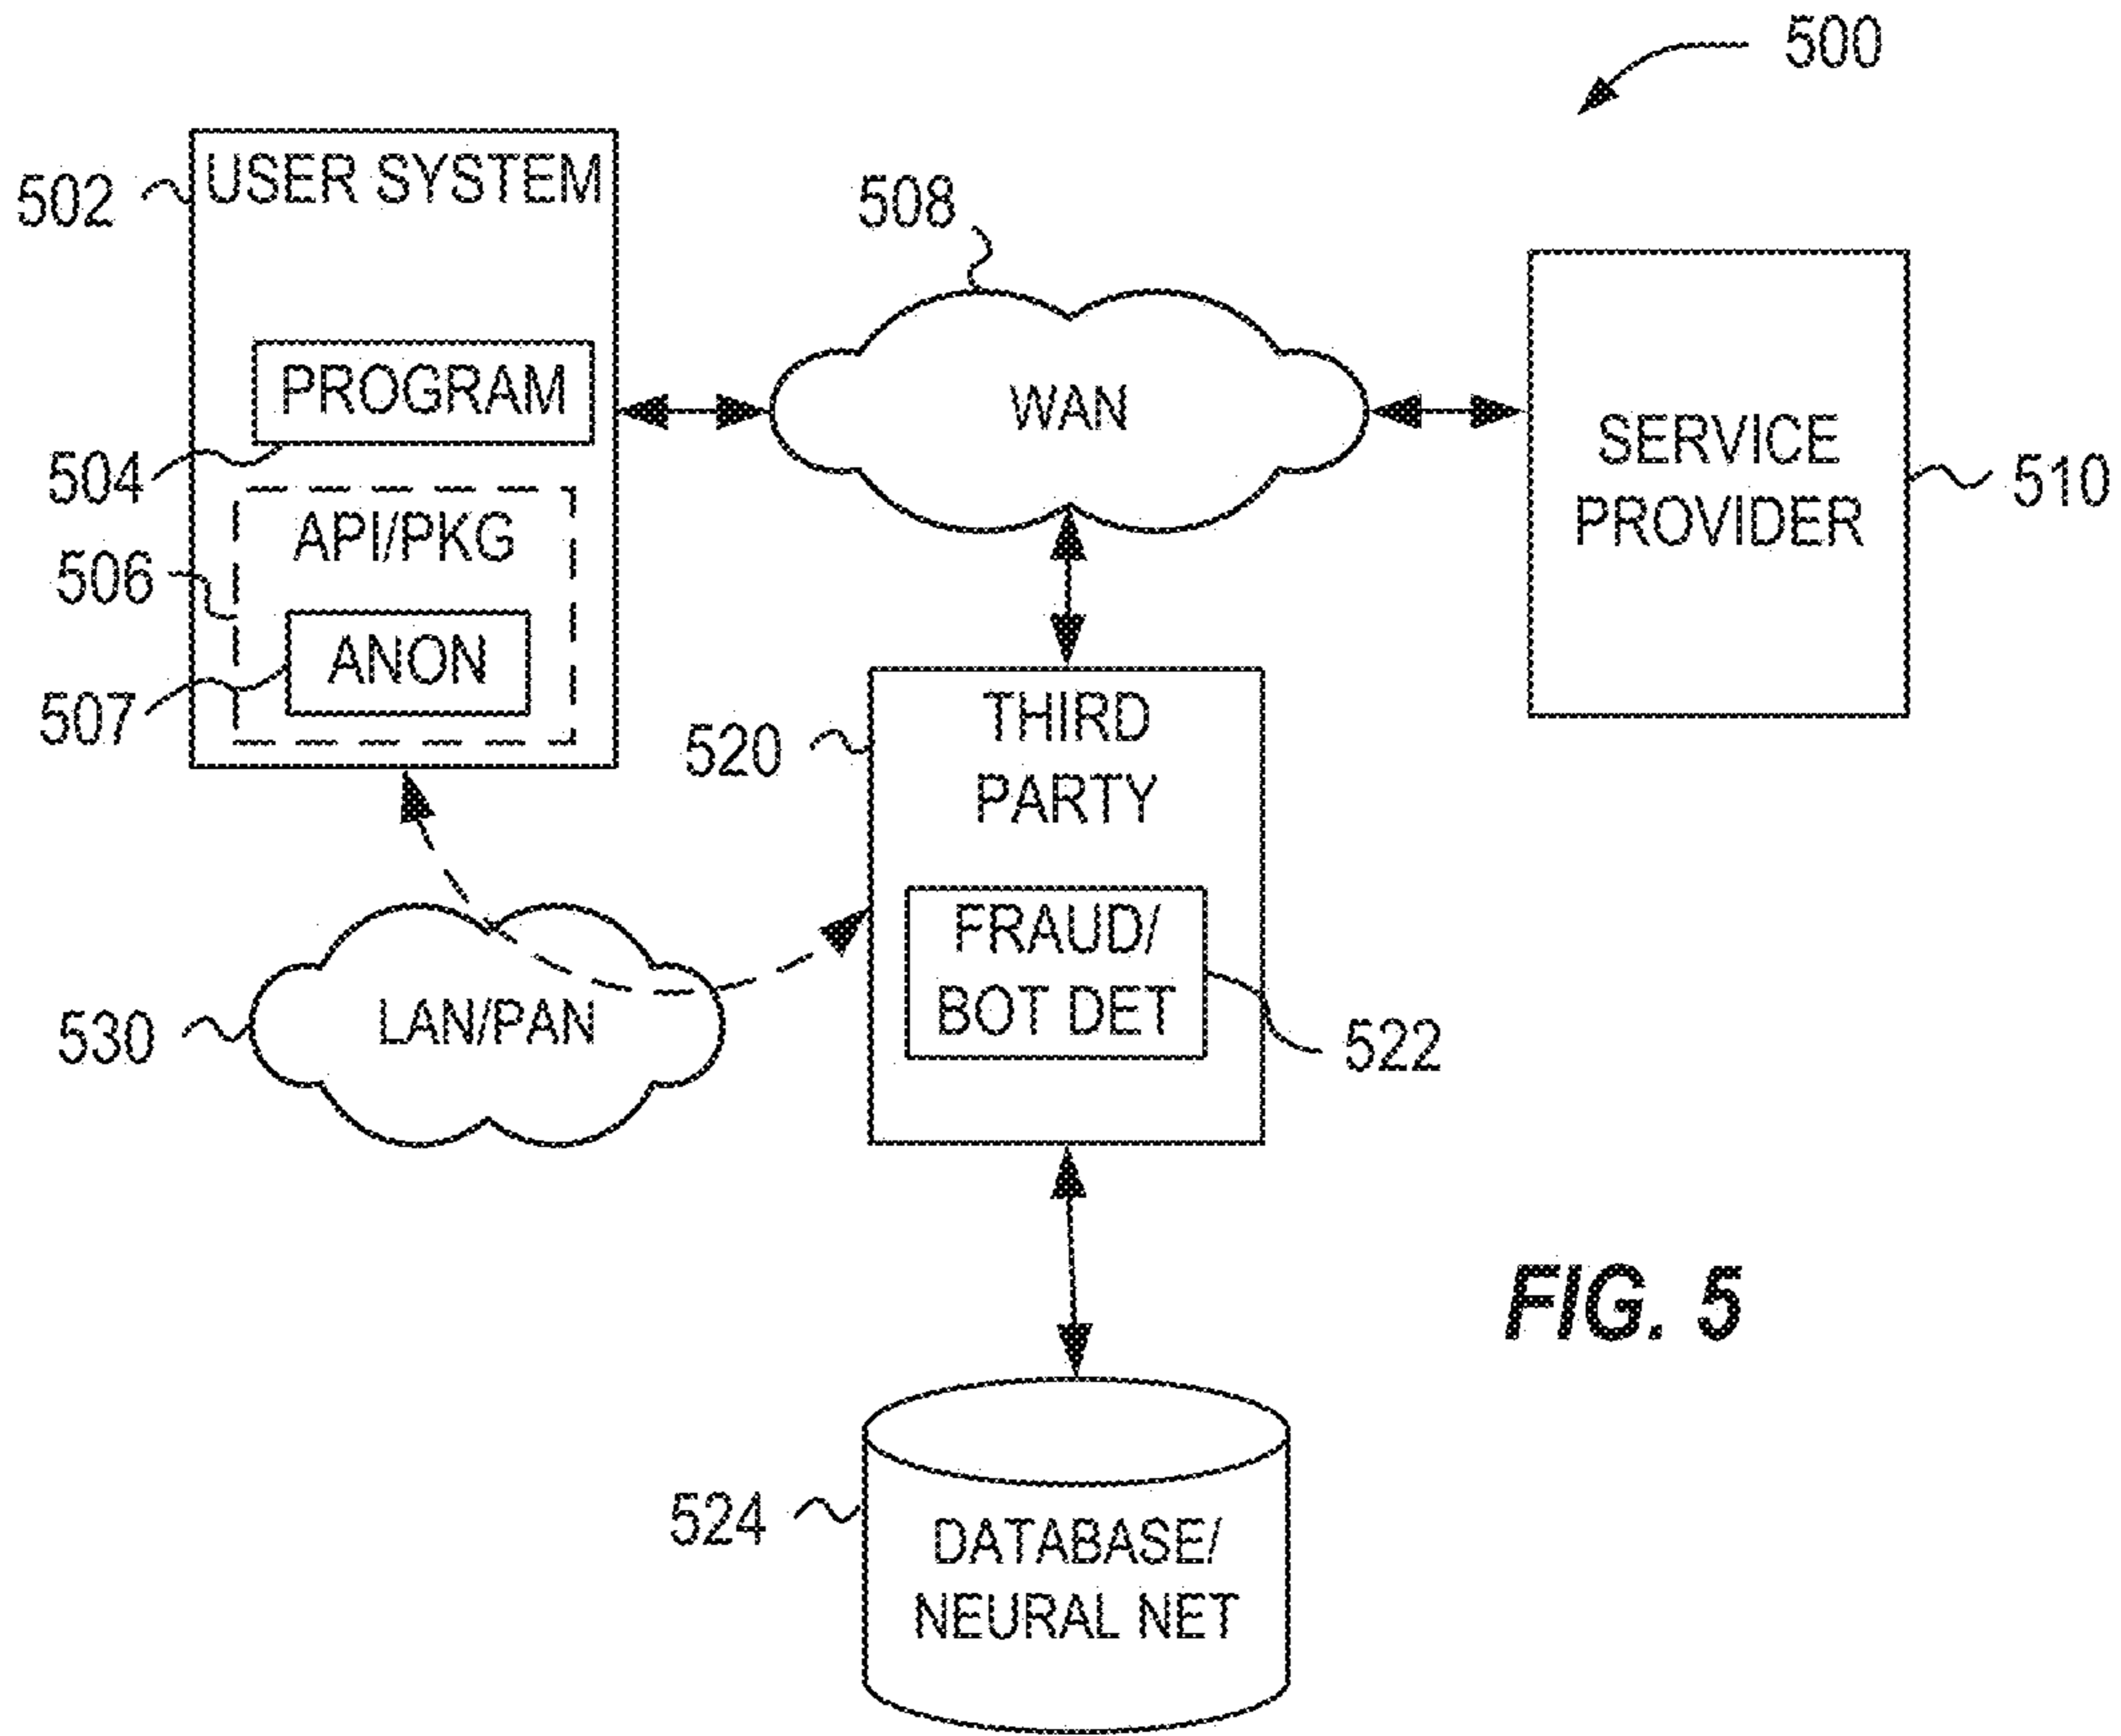 500
502
USER SYSTEM
508
PROGRAM
WAN
504
SERVICE
PROVIDER
510
API/PKG
506
ANON
507
THIRD
PARTY
520
FRAUD/
BOT DET
522
LAN/PAN
530
FIG. 5
524
DATABASE/
NEURAL NET